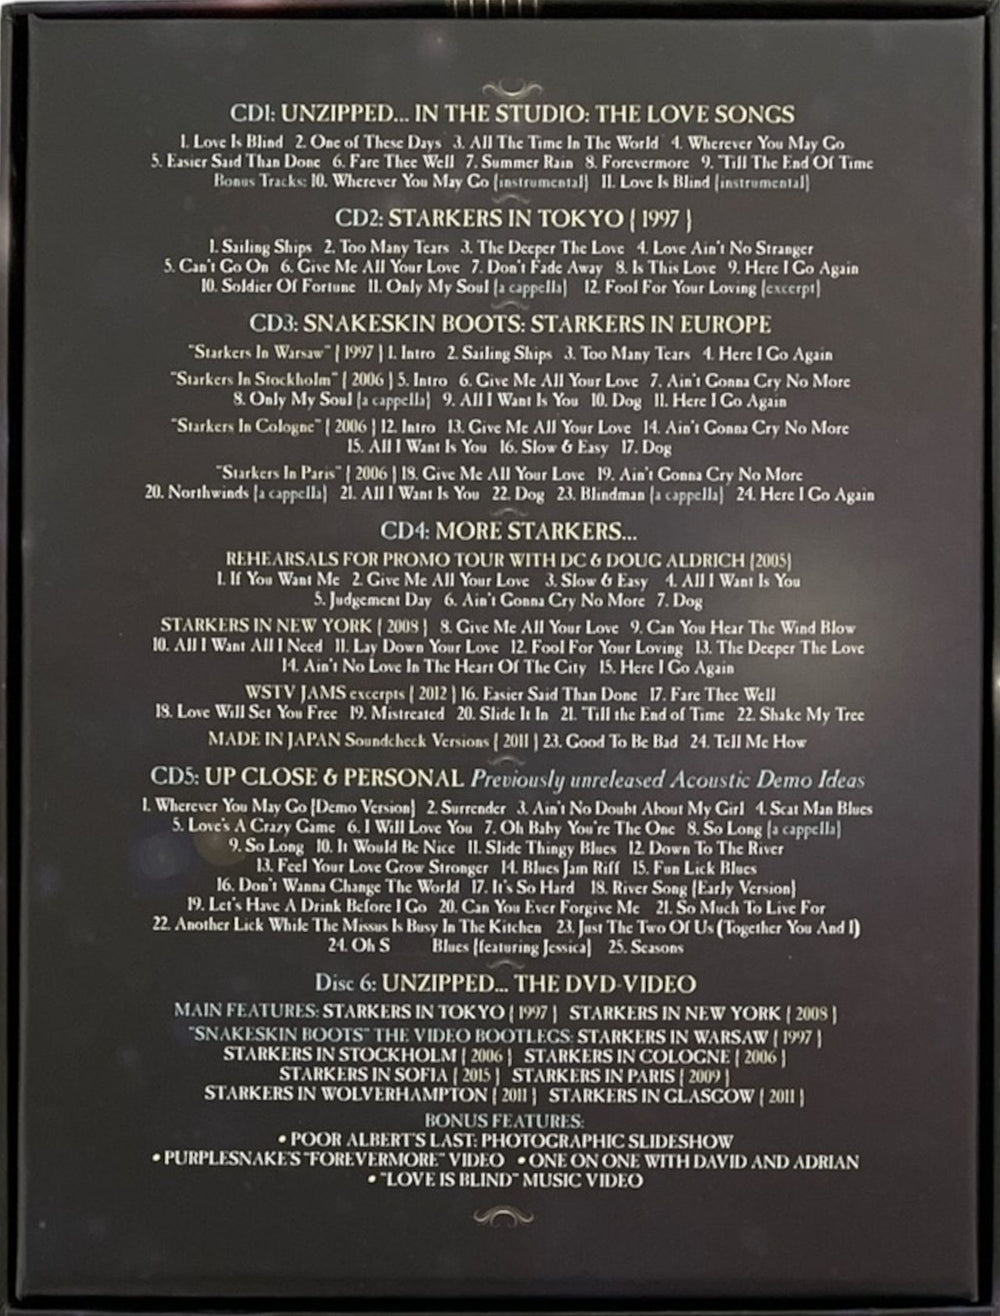 CD1: UNZIPPED... IN THE STUDIO: THE LOVE SONGS
1. Love Is Blind 2. One of These Days 3. All The Time In The World 4. Wherever You May Go
5. Easier Said Than Done 6. Fare Thee Well 7. Summer Rain 8. Forevermore 9. 'Till The End Of Time
Bonus Tracks: 10. Wherever You May Go [instrumental] 11. Love Is Blind [instrumental]
CD2: STARKERS IN TOKYO [ 1997 ]
1. Sailing Ships 2. Too Many Tears 3. The Deeper The Love 4. Love Ain't No Stranger
5. Can't Go On 6. Give Me All Your Love 7. Don't Fade Away 8. Is This Love 9. Here I Go Again
10. Soldier Of Fortune 11. Only My Soul [a cappella] 12. Fool For Your Loving [excerpt]
CD3: SNAKESKIN BOOTS: STARKERS IN EUROPE
"Starkers In Warsaw" [ 1997 ] 1. Intro 2. Sailing Ships 3. Too Many Tears 4. Here I Go Again
"Starkers In Stockholm" [ 2006 ] 5. Intro 6. Give Me All Your Love 7. Ain't Gonna Cry No More
8. Only My Soul [a cappella] 9. All I Want Is You 10. Dog 11. Here I Go Again
"Starkers In Cologne" [ 2006 ] 12. Intro 13. Give Me All Your Love 14. Ain't Gonna Cry No More
15. All I Want Is You 16. Slow & Easy 17. Dog
"Starkers In Paris" [ 2006 ] 18. Give Me All Your Love 19. Ain't Gonna Cry No More
20. Northwinds [a cappella] 21. All I Want Is You 22. Dog 23. Blindman [a cappella] 24. Here I Go Again
CD4: MORE STARKERS...
REHEARSALS FOR PROMO TOUR WITH DC & DOUG ALDRICH [2005]
1. If You Want Me 2. Give Me All Your Love 3. Slow & Easy 4. All I Want Is You
5. Judgement Day 6. Ain't Gonna Cry No More 7. Dog
STARKERS IN NEW YORK [ 2008 ] 8. Give Me All Your Love 9. Can You Hear The Wind Blow
10. All I Want All I Need 11. Lay Down Your Love 12. Fool For Your Loving 13. The Deeper The Love
14. Ain't No Love In The Heart Of The City 15. Here I Go Again
WSTV JAMS excerpts [ 2012 ] 16. Easier Said Than Done 17. Fare Thee Well
18. Love Will Set You Free 19. Mistreated 20. Slide It In 21. 'Till the End of Time 22. Shake My Tree
MADE IN JAPAN Soundcheck Versions [ 2011 ] 23. Good To Be Bad 24. Tell Me How
CD5: UP CLOSE & PERSONAL Previously unreleased Acoustic Demo Ideas
1. Wherever You May Go [Demo Version] 2. Surrender 3. Ain't No Doubt About My Girl 4. Scat Man Blues
5. Love's A Crazy Game 6. I Will Love You 7. Oh Baby You're The One 8. So Long [a cappella]
9. So Long 10. It Would Be Nice 11. Slide Thingy Blues 12. Down To The River
13. Feel Your Love Grow Stronger 14. Blues Jam Riff 15. Fun Lick Blues
16. Don't Wanna Change The World 17. It's So Hard 18. River Song [Early Version]
19. Let's Have A Drink Before I Go 20. Can You Ever Forgive Me 21. So Much To Live For
22. Another Lick While The Missus Is Busy In The Kitchen 23. Just The Two Of Us (Together You And I)
24. Oh S Blues [featuring Jessica] 25. Seasons
Disc 6: UNZIPPED... THE DVD-VIDEO
MAIN FEATURES: STARKERS IN TOKYO [ 1997 ] STARKERS IN NEW YORK [ 2008 ]
"SNAKESKIN BOOTS" THE VIDEO BOOTLEGS: STARKERS IN WARSAW [ 1997 ]
STARKERS IN STOCKHOLM [ 2006 ] STARKERS IN COLOGNE [ 2006 ]
STARKERS IN SOFIA [ 2015 ] STARKERS IN PARIS [ 2009 ]
STARKERS IN WOLVERHAMPTON [ 2011 ] STARKERS IN GLASGOW [ 2011 ]
BONUS FEATURES:
• POOR ALBERT'S LAST: PHOTOGRAPHIC SLIDESHOW
• PURPLESNAKE'S "FOREVERMORE" VIDEO • ONE ON ONE WITH DAVID AND ADRIAN
• "LOVE IS BLIND" MUSIC VIDEO